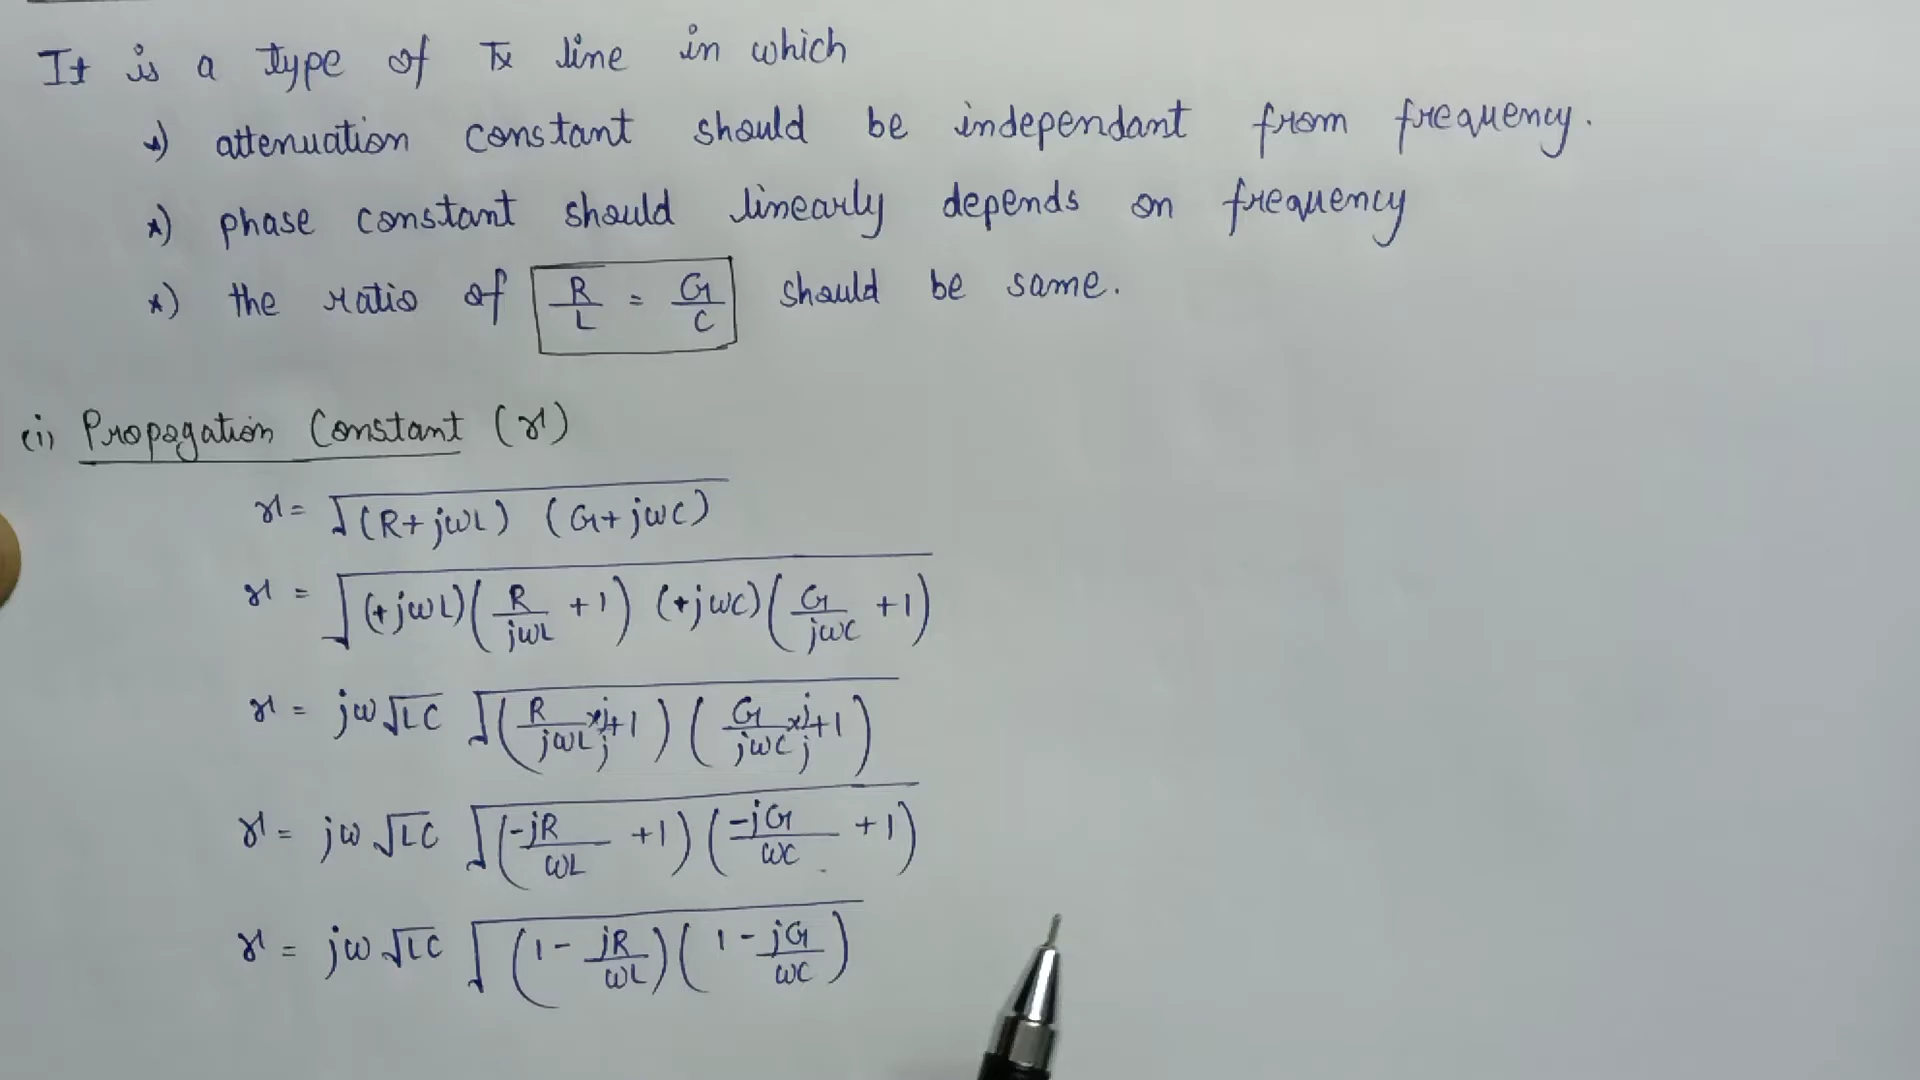 It is a type of Tx line in which
*) attenuation constant should be independant from frequency.
*) phase constant should linearly depends on frequency
*) the ratio of R/L = G/C should be same.
(i) Propagation Constant (γ)
γ = √(R+jωL) (G+jωC)
γ = √(+jωL)(R/jωL +1) (+jωC)(G/jωC +1)
γ = jω√LC √(R/jωL × j/j +1) (G/jωC × j/j +1)
γ = jω √LC √(-jR/ωL +1)(-jG/ωC +1)
γ = jω √LC √(1 - jR/ωL)(1 - jG/ωC)